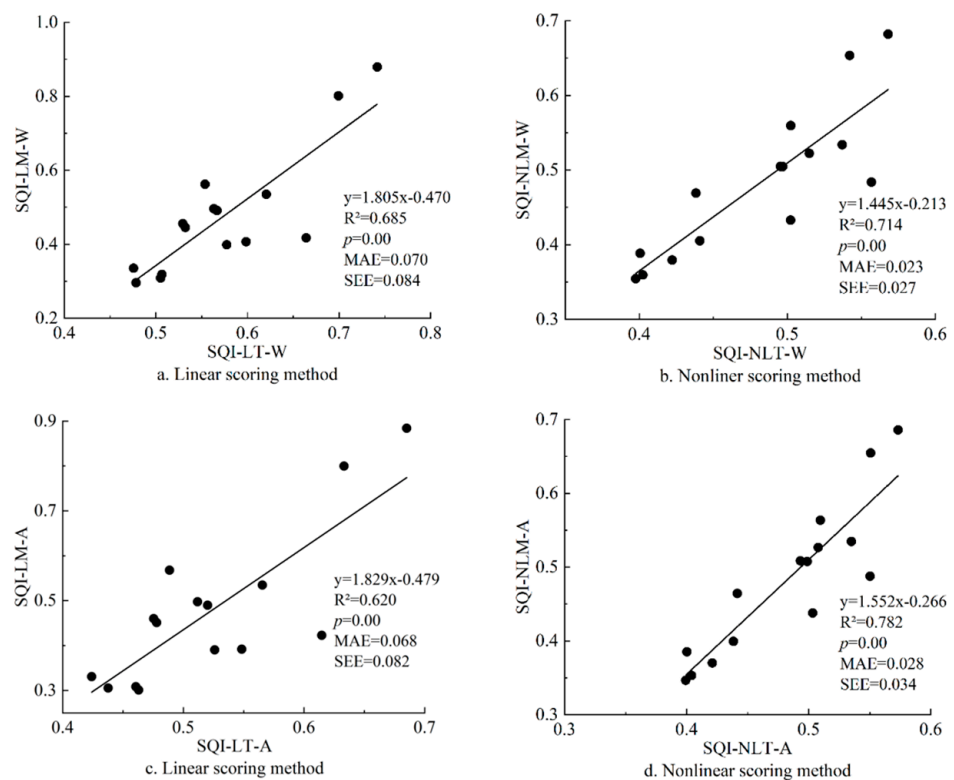 1.0
0.8
0.6
0.4
0.2
SQI-LM-W
y=1.805x-0.470
R²=0.685
p=0.00
MAE=0.070
SEE=0.084
0.4 0.5 0.6 0.7 0.8
SQI-LT-W
a. Linear scoring method
0.7
0.6
0.5
0.4
0.3
SQI-NLM-W
y=1.445x-0.213
R²=0.714
p=0.00
MAE=0.023
SEE=0.027
0.4 0.5 0.6
SQI-NLT-W
b. Nonliner scoring method
0.9
0.7
0.5
0.3
SQI-LM-A
y=1.829x-0.479
R²=0.620
p=0.00
MAE=0.068
SEE=0.082
0.4 0.5 0.6 0.7
SQI-LT-A
c. Linear scoring method
0.7
0.6
0.5
0.4
0.3
SQI-NLM-A
y=1.552x-0.266
R²=0.782
p=0.00
MAE=0.028
SEE=0.034
0.3 0.4 0.5 0.6
SQI-NLT-A
d. Nonlinear scoring method